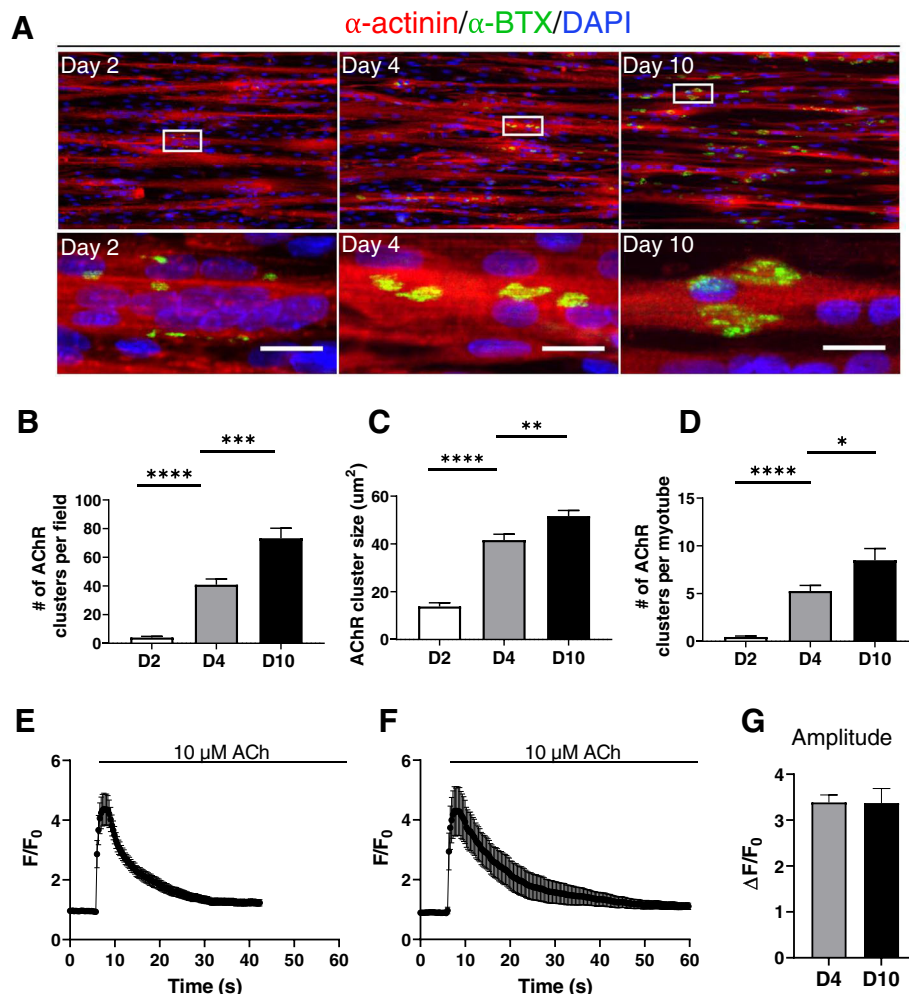 A
α-actinin/α-BTX/DAPI
Day 2
Day 4
Day 10
Day 2
Day 4
Day 10
B
# of AChR
clusters per field
100
80
60
40
20
0
****
***
D2
D4
D10
C
AChR cluster size (um²)
60
40
20
0
****
**
D2
D4
D10
D
# of AChR
clusters per myotube
15
10
5
0
****
*
D2
D4
D10
E
10 µM ACh
F/F₀
6
4
2
0
0 10 20 30 40 50 60
Time (s)
F
10 µM ACh
F/F₀
6
4
2
0
0 10 20 30 40 50 60
Time (s)
G
Amplitude
ΔF/F₀
4
3
2
1
0
D4
D10